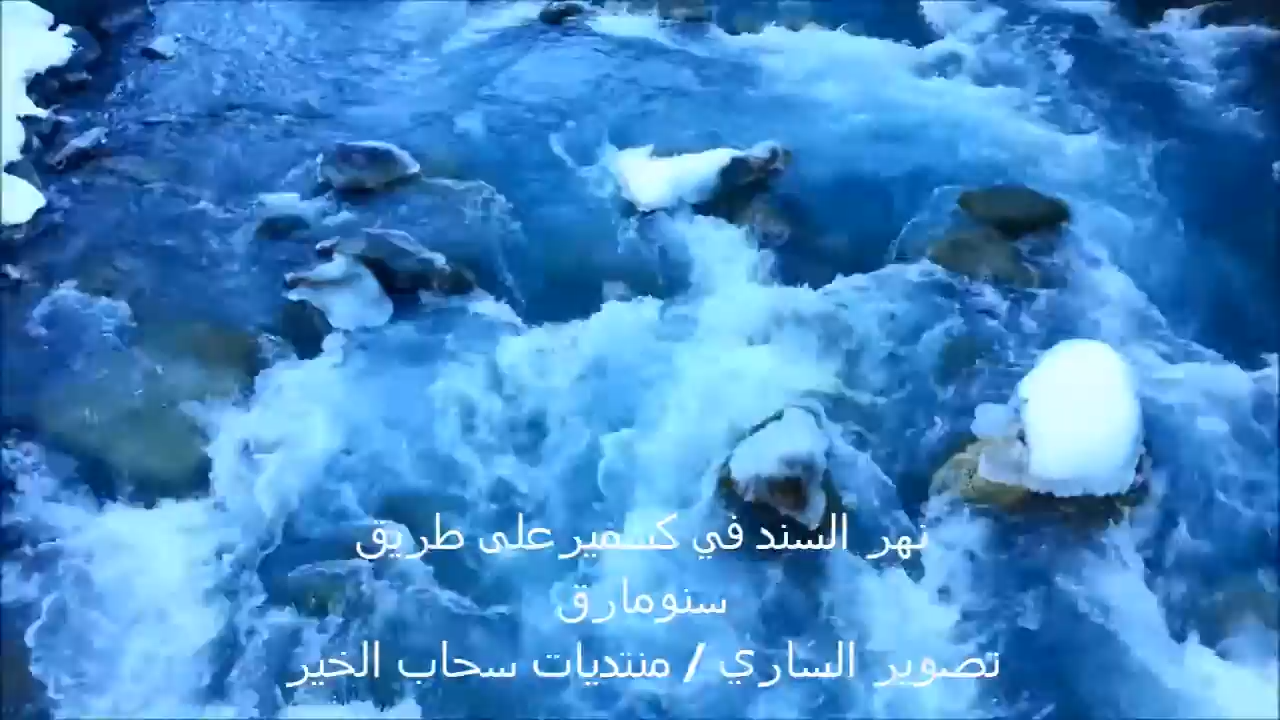 نهر السند في كشمير على طريق
سنومارق
تصوير الساري / منتديات سحاب الخير